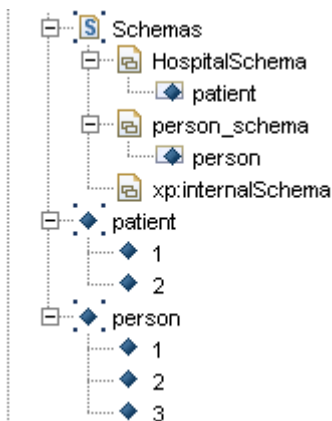 Schemas
HospitalSchema
patient
person_schema
person
xp:internalSchema
patient
1
2
person
1
2
3